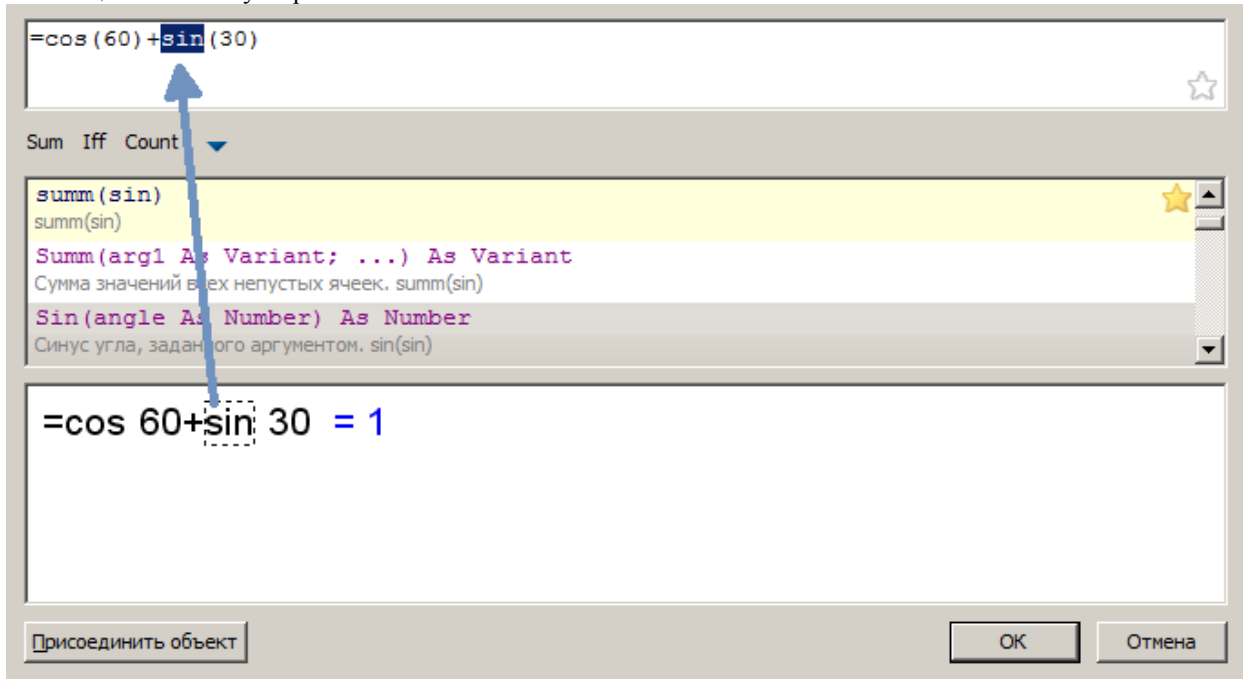 =cos(60)+sin(30)
Sum Iff Count
summ(sin)
summ(sin)
Summ(arg1 As Variant; ...) As Variant
Сумма значений всех непустых ячеек. summ(sin)
Sin(angle As Number) As Number
Синус угла, заданного аргументом. sin(sin)
=cos 60+sin 30 = 1
Присоединить объект
ОК Отмена